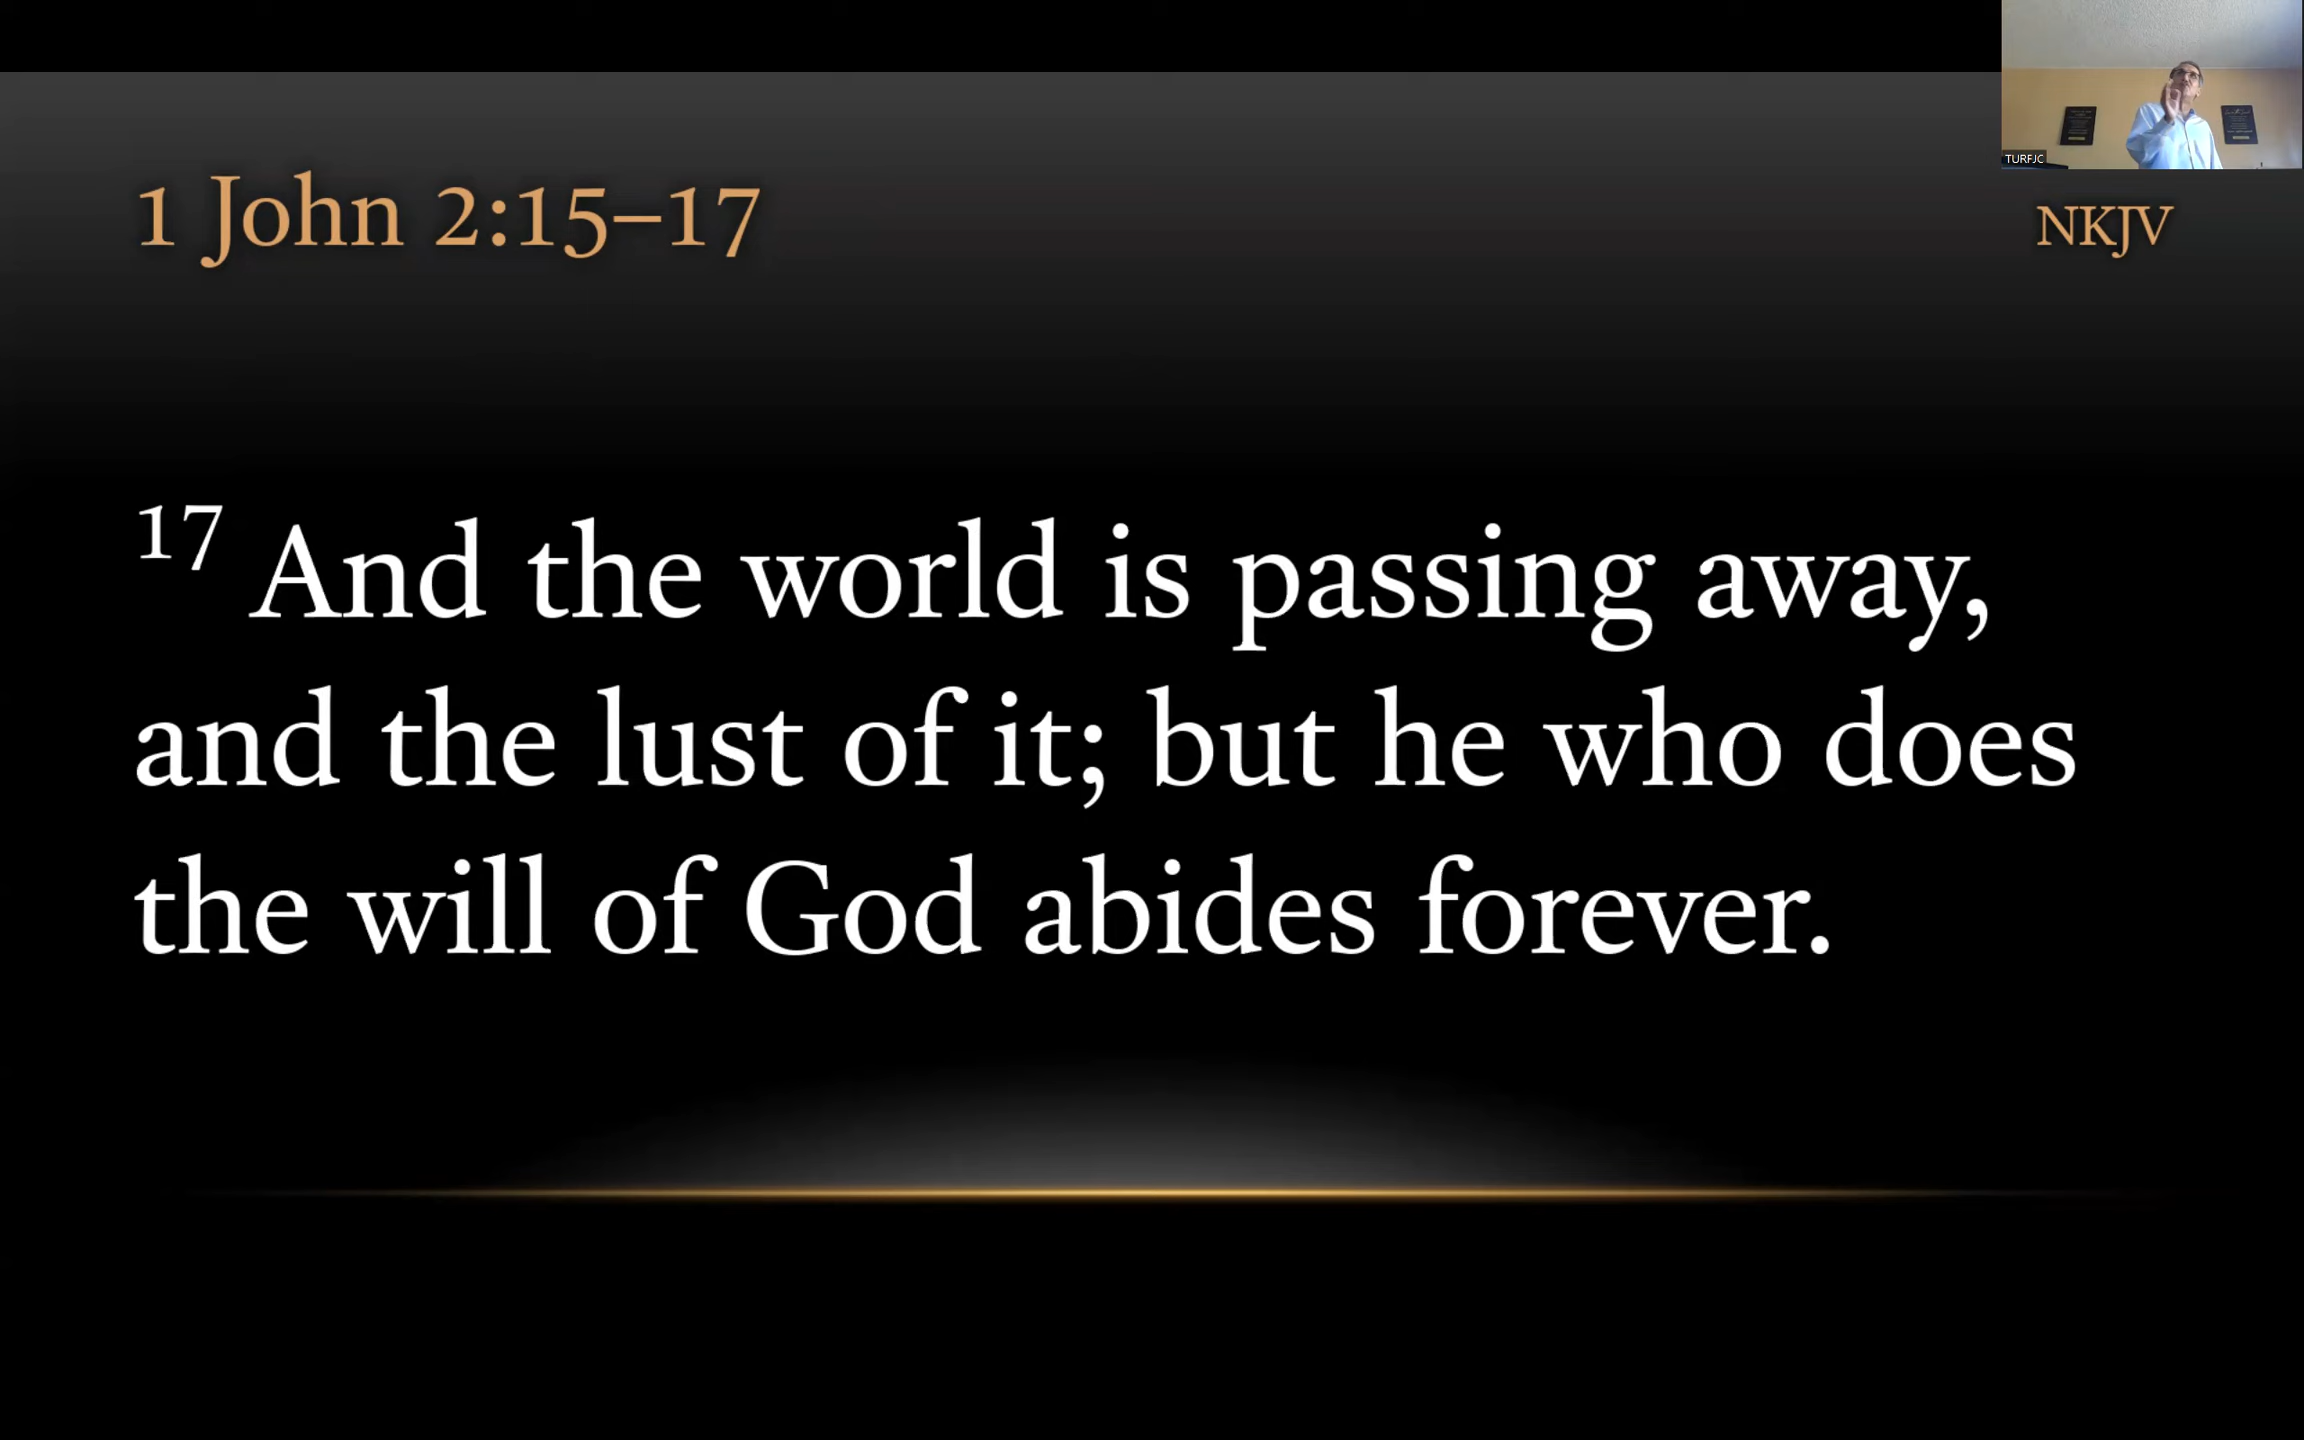 TURFJC
1 John 2:15–17
NKJV
17 And the world is passing away,
and the lust of it; but he who does
the will of God abides forever.